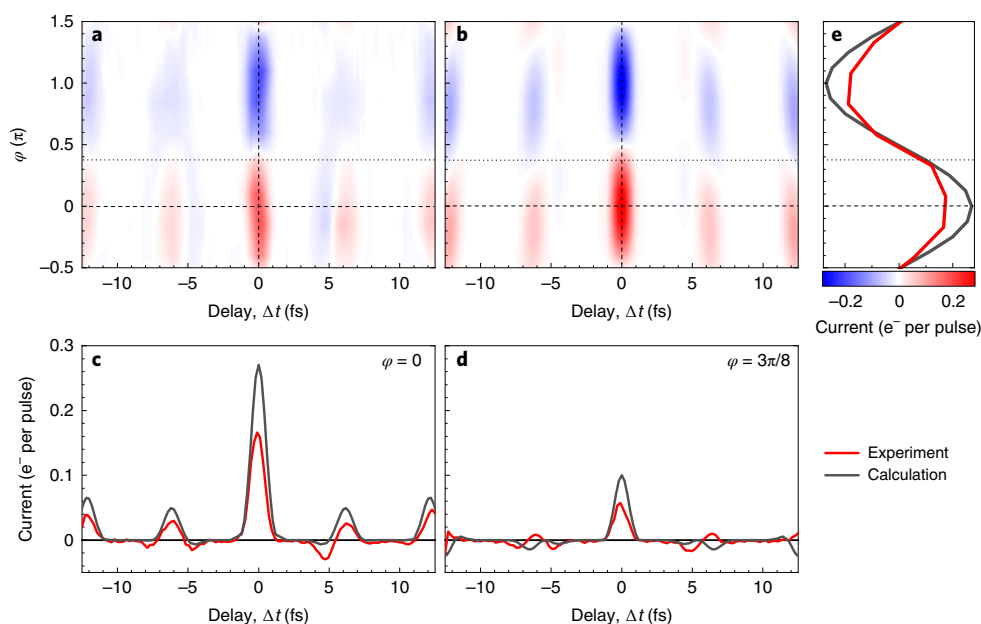 a
b
e
1.5
1.0
0.5
0
−0.5
φ (π)
−10 −5 0 5 10
−10 −5 0 5 10
Delay, Δt (fs)
Delay, Δt (fs)
−0.2 0 0.2
Current (e− per pulse)
c
φ = 0
d
φ = 3π/8
0.3
0.2
0.1
0
Current (e− per pulse)
Experiment
Calculation
−10 −5 0 5 10
−10 −5 0 5 10
Delay, Δt (fs)
Delay, Δt (fs)